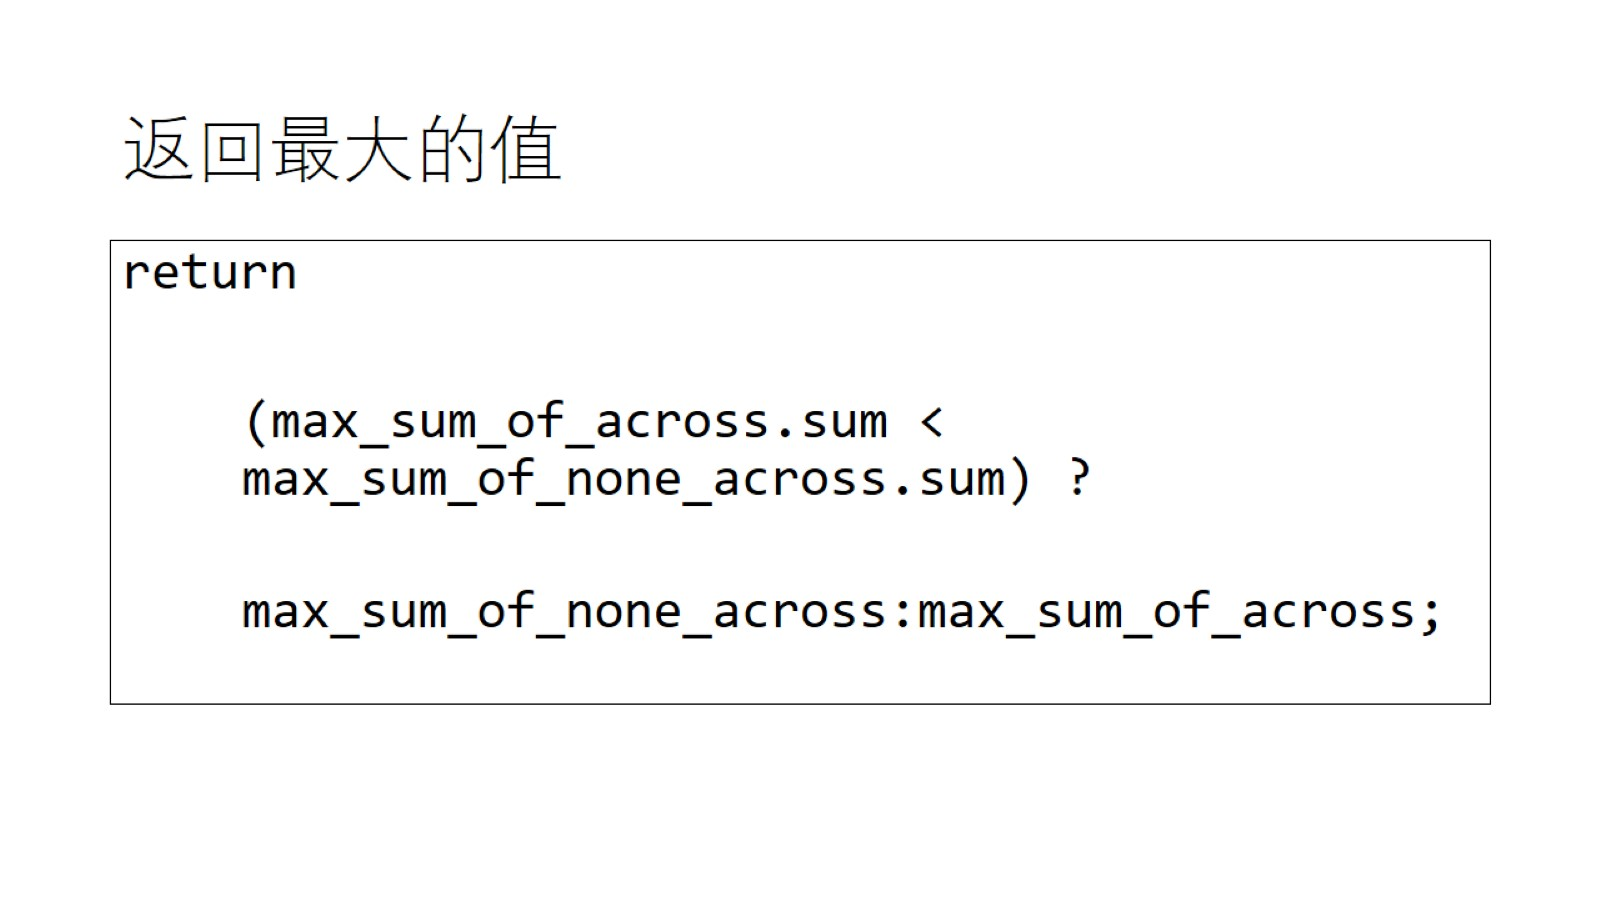 返回最大的值
return
(max_sum_of_across.sum <
max_sum_of_none_across.sum) ?
max_sum_of_none_across:max_sum_of_across;